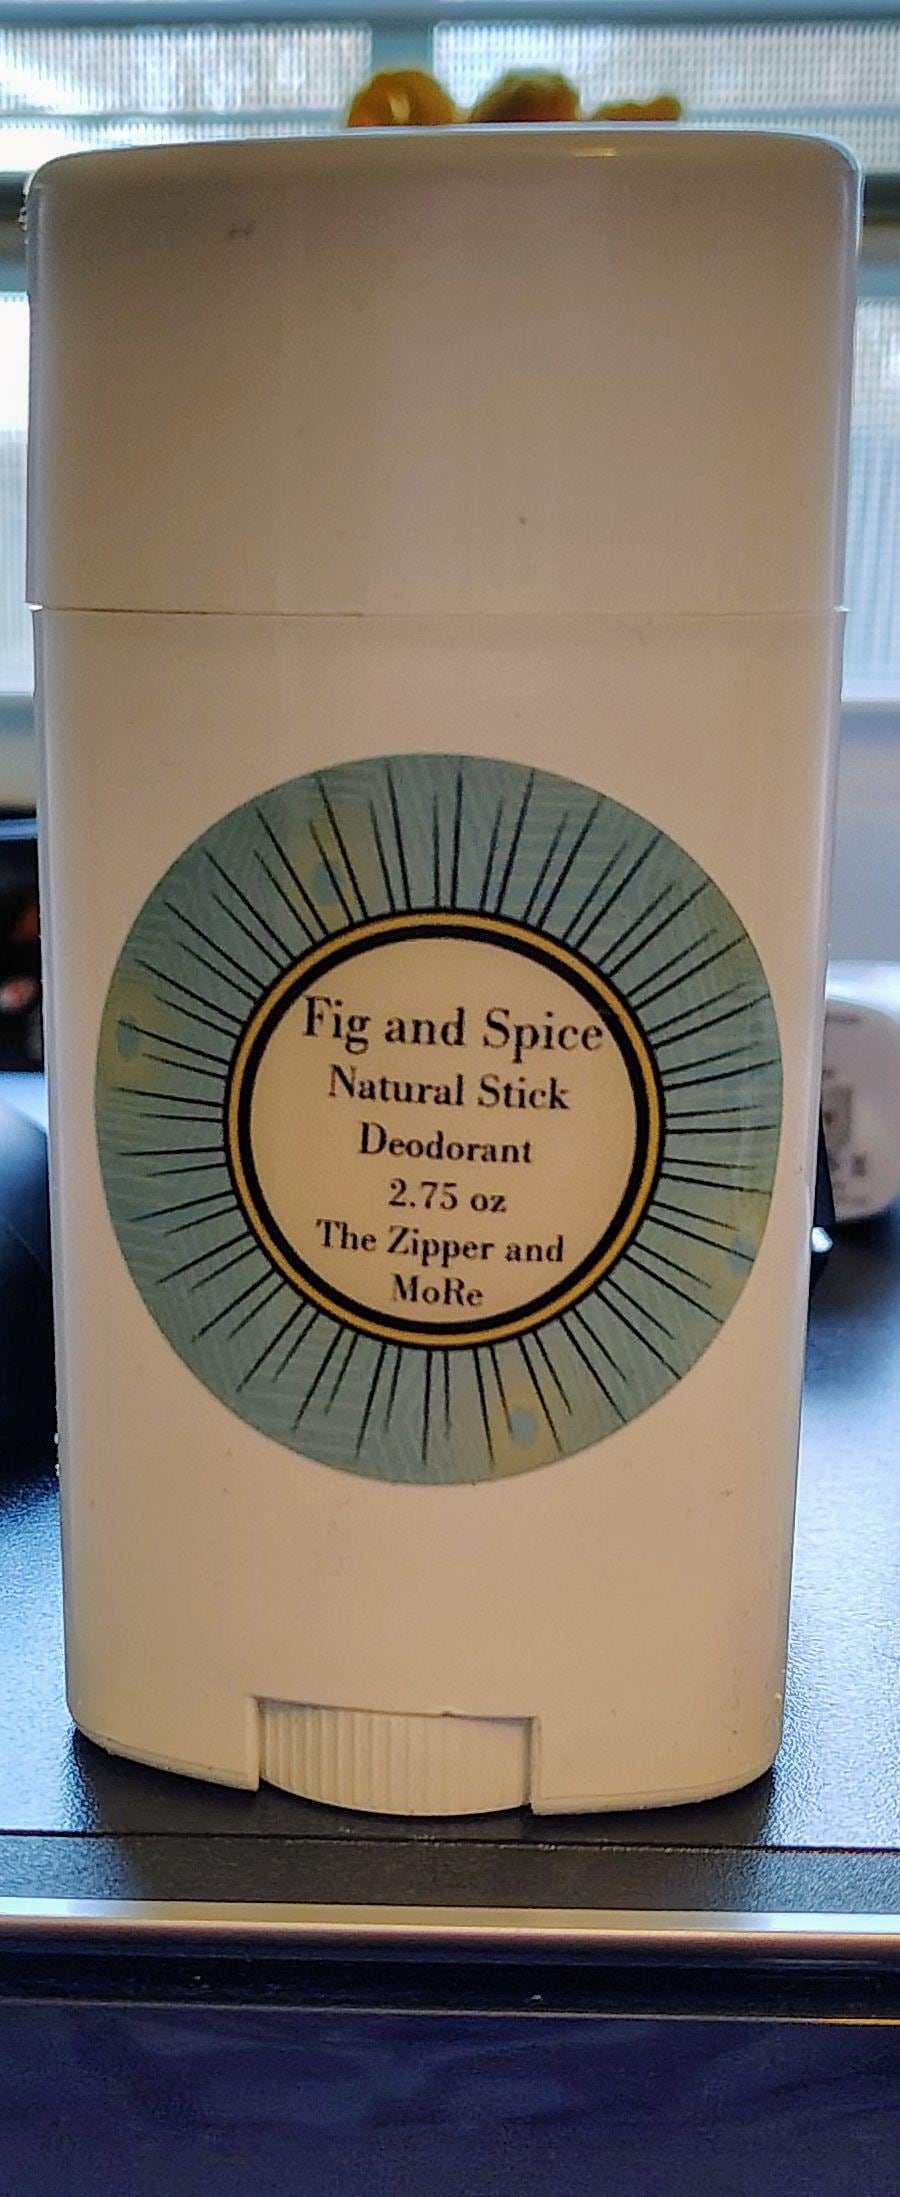 Fig and Spice
Natural Stick
Deodorant
2.75 oz
The Zipper and
MoRe